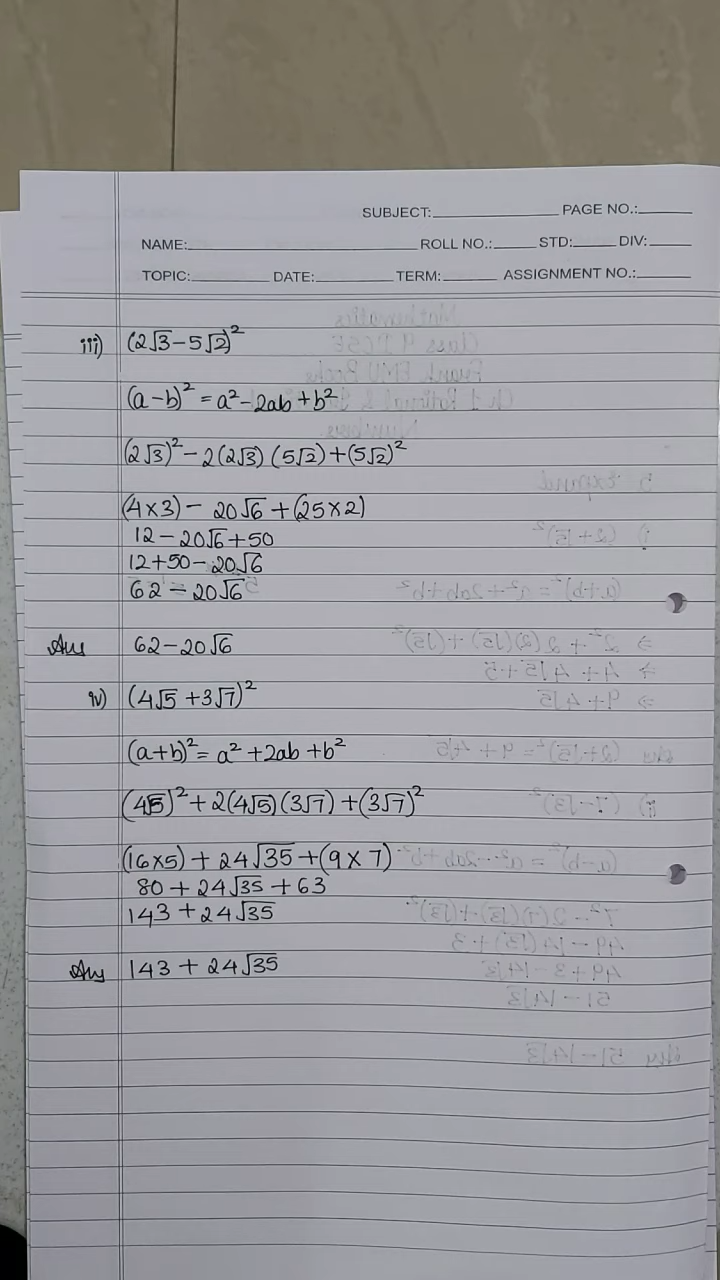 SUBJECT: PAGE NO.:
NAME: ROLL NO.: STD: DIV:
TOPIC: DATE: TERM: ASSIGNMENT NO.:
iii) (2√3-5√2)²
(a-b)² = a²-2ab+b²
(2√3)²-2(2√3)(5√2)+(5√2)²
(4×3) - 20√6 + (25×2)
12-20√6+50
12+50-20√6
62-20√6
Ans 62-20√6
iv) (4√5+3√7)²
(a+b)² = a²+2ab+b²
(4√5)²+2(4√5)(3√7)+(3√7)²
(16×5)+24√35+(9×7)
80+24√35+63
143+24√35
Ans 143+24√35